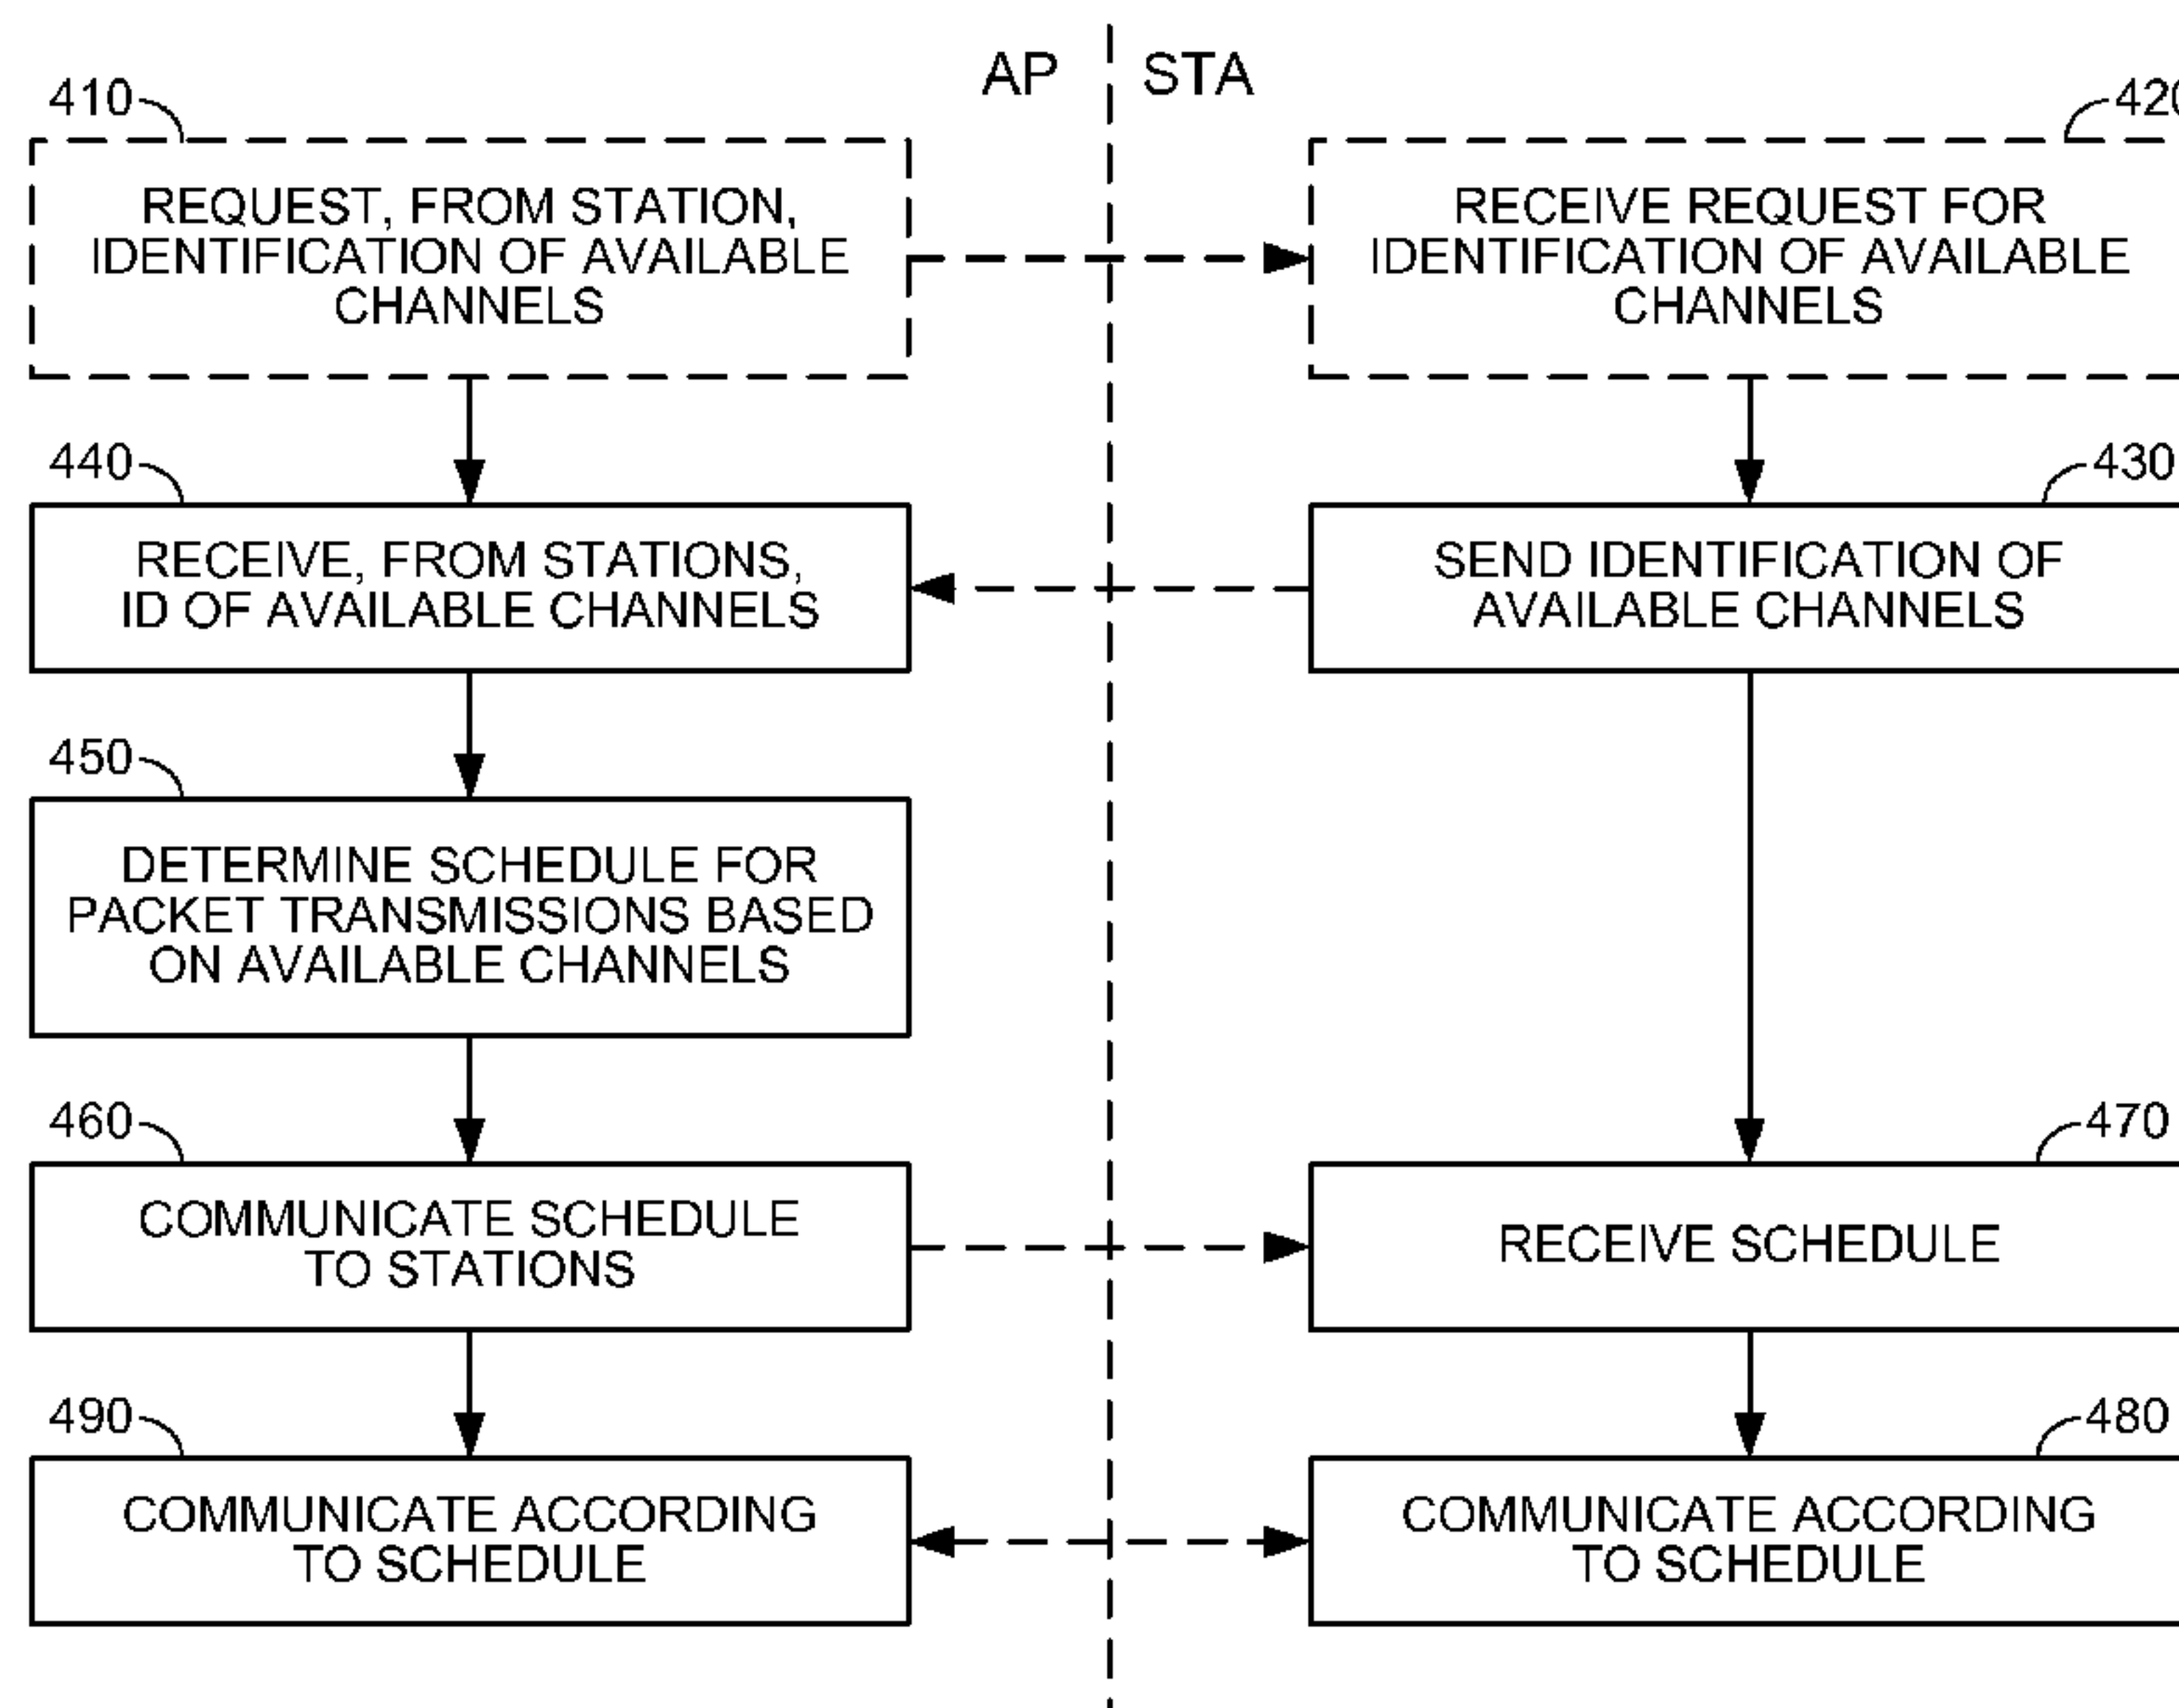 AP
STA
410
420
REQUEST, FROM STATION,
IDENTIFICATION OF AVAILABLE
CHANNELS
RECEIVE REQUEST FOR
IDENTIFICATION OF AVAILABLE
CHANNELS
440
430
RECEIVE, FROM STATIONS,
ID OF AVAILABLE CHANNELS
SEND IDENTIFICATION OF
AVAILABLE CHANNELS
450
DETERMINE SCHEDULE FOR
PACKET TRANSMISSIONS BASED
ON AVAILABLE CHANNELS
460
470
COMMUNICATE SCHEDULE
TO STATIONS
RECEIVE SCHEDULE
490
480
COMMUNICATE ACCORDING
TO SCHEDULE
COMMUNICATE ACCORDING
TO SCHEDULE